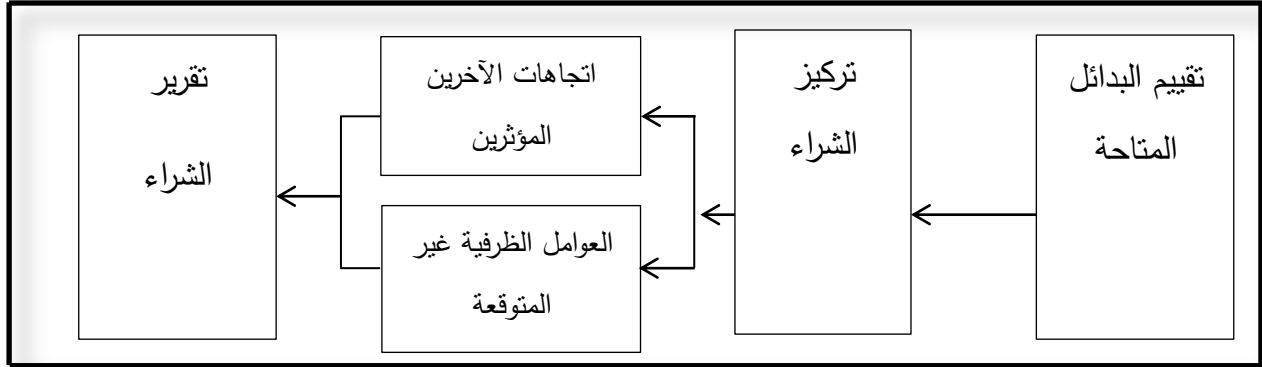 تقييم البدائل
المتاحة
تركيز
الشراء
اتجاهات الآخرين
المؤثرين
العوامل الظرفية غير
المتوقعة
تقرير
الشراء